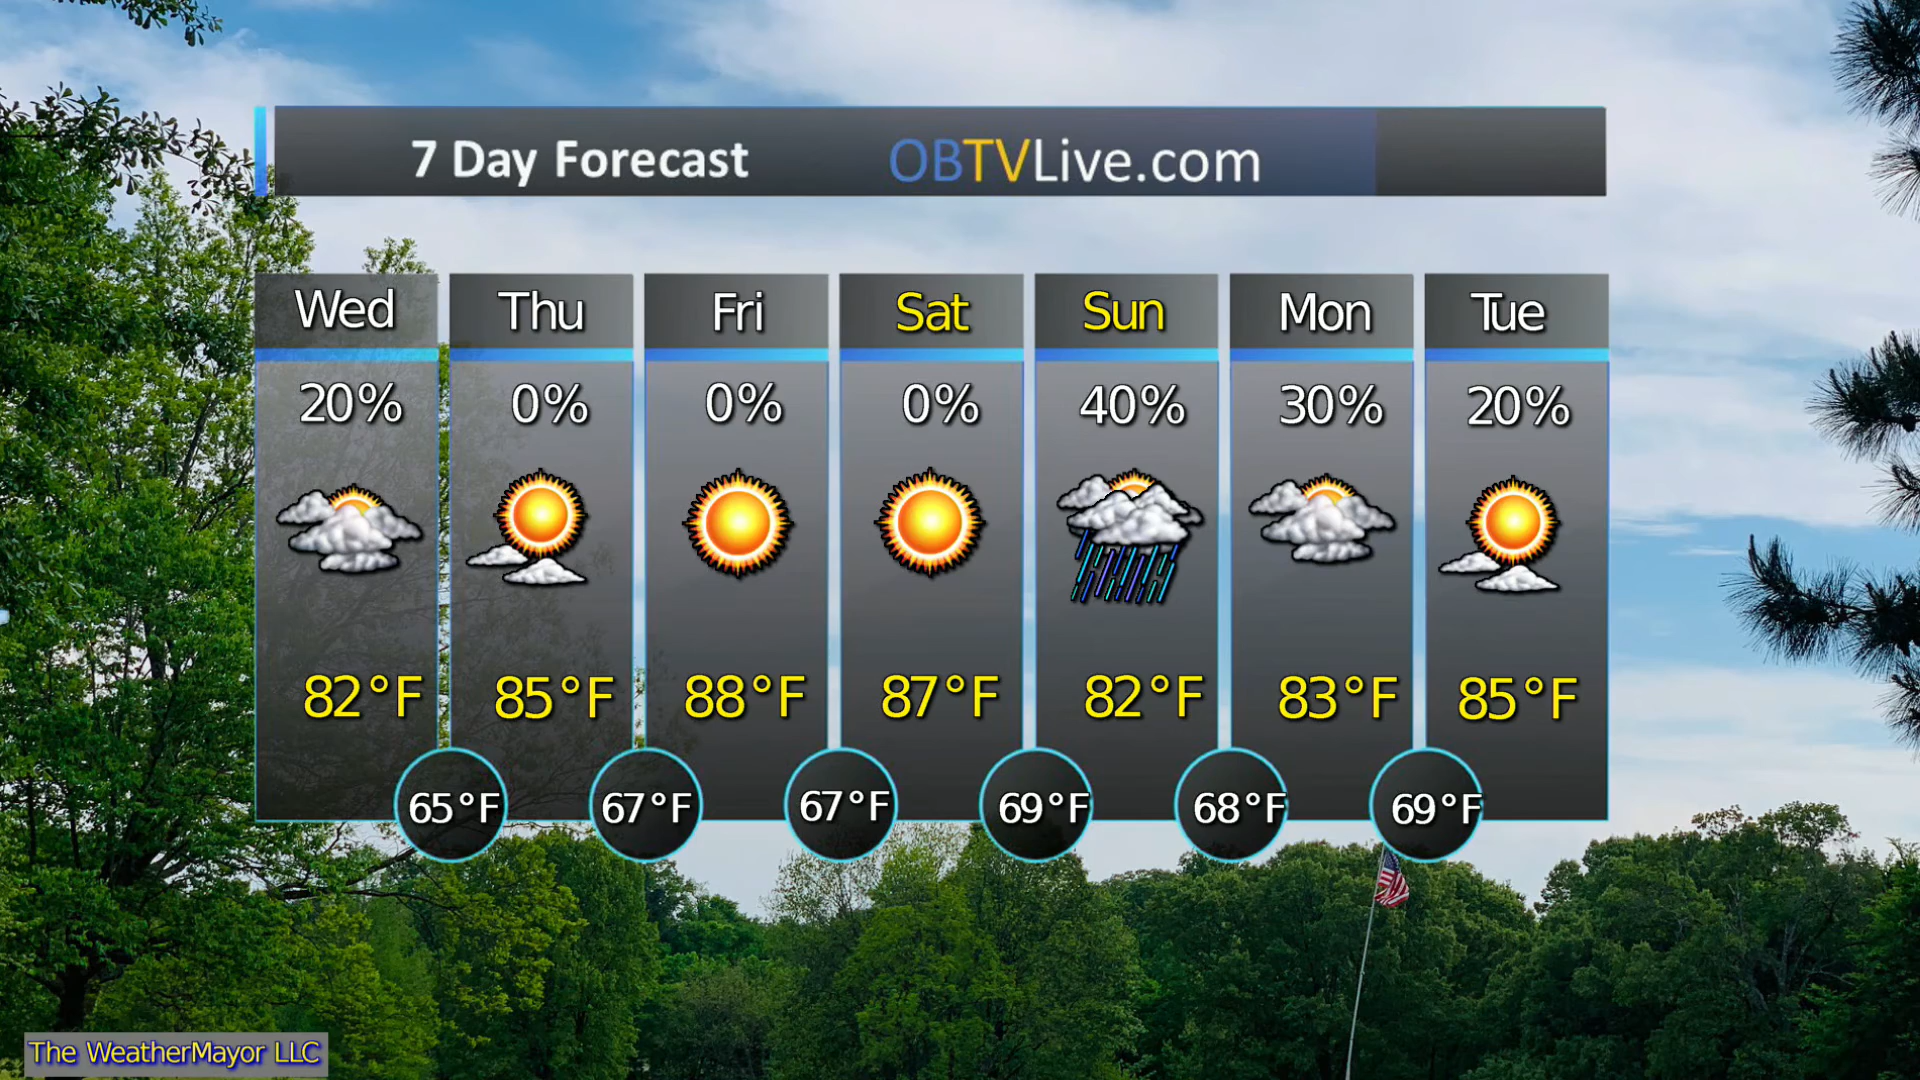 7 Day Forecast OBTVLive.com
Wed Thu Fri Sat Sun Mon Tue
20% 0% 0% 0% 40% 30% 20%
82°F 85°F 88°F 87°F 82°F 83°F 85°F
65°F 67°F 67°F 69°F 68°F 69°F
The WeatherMayor LLC